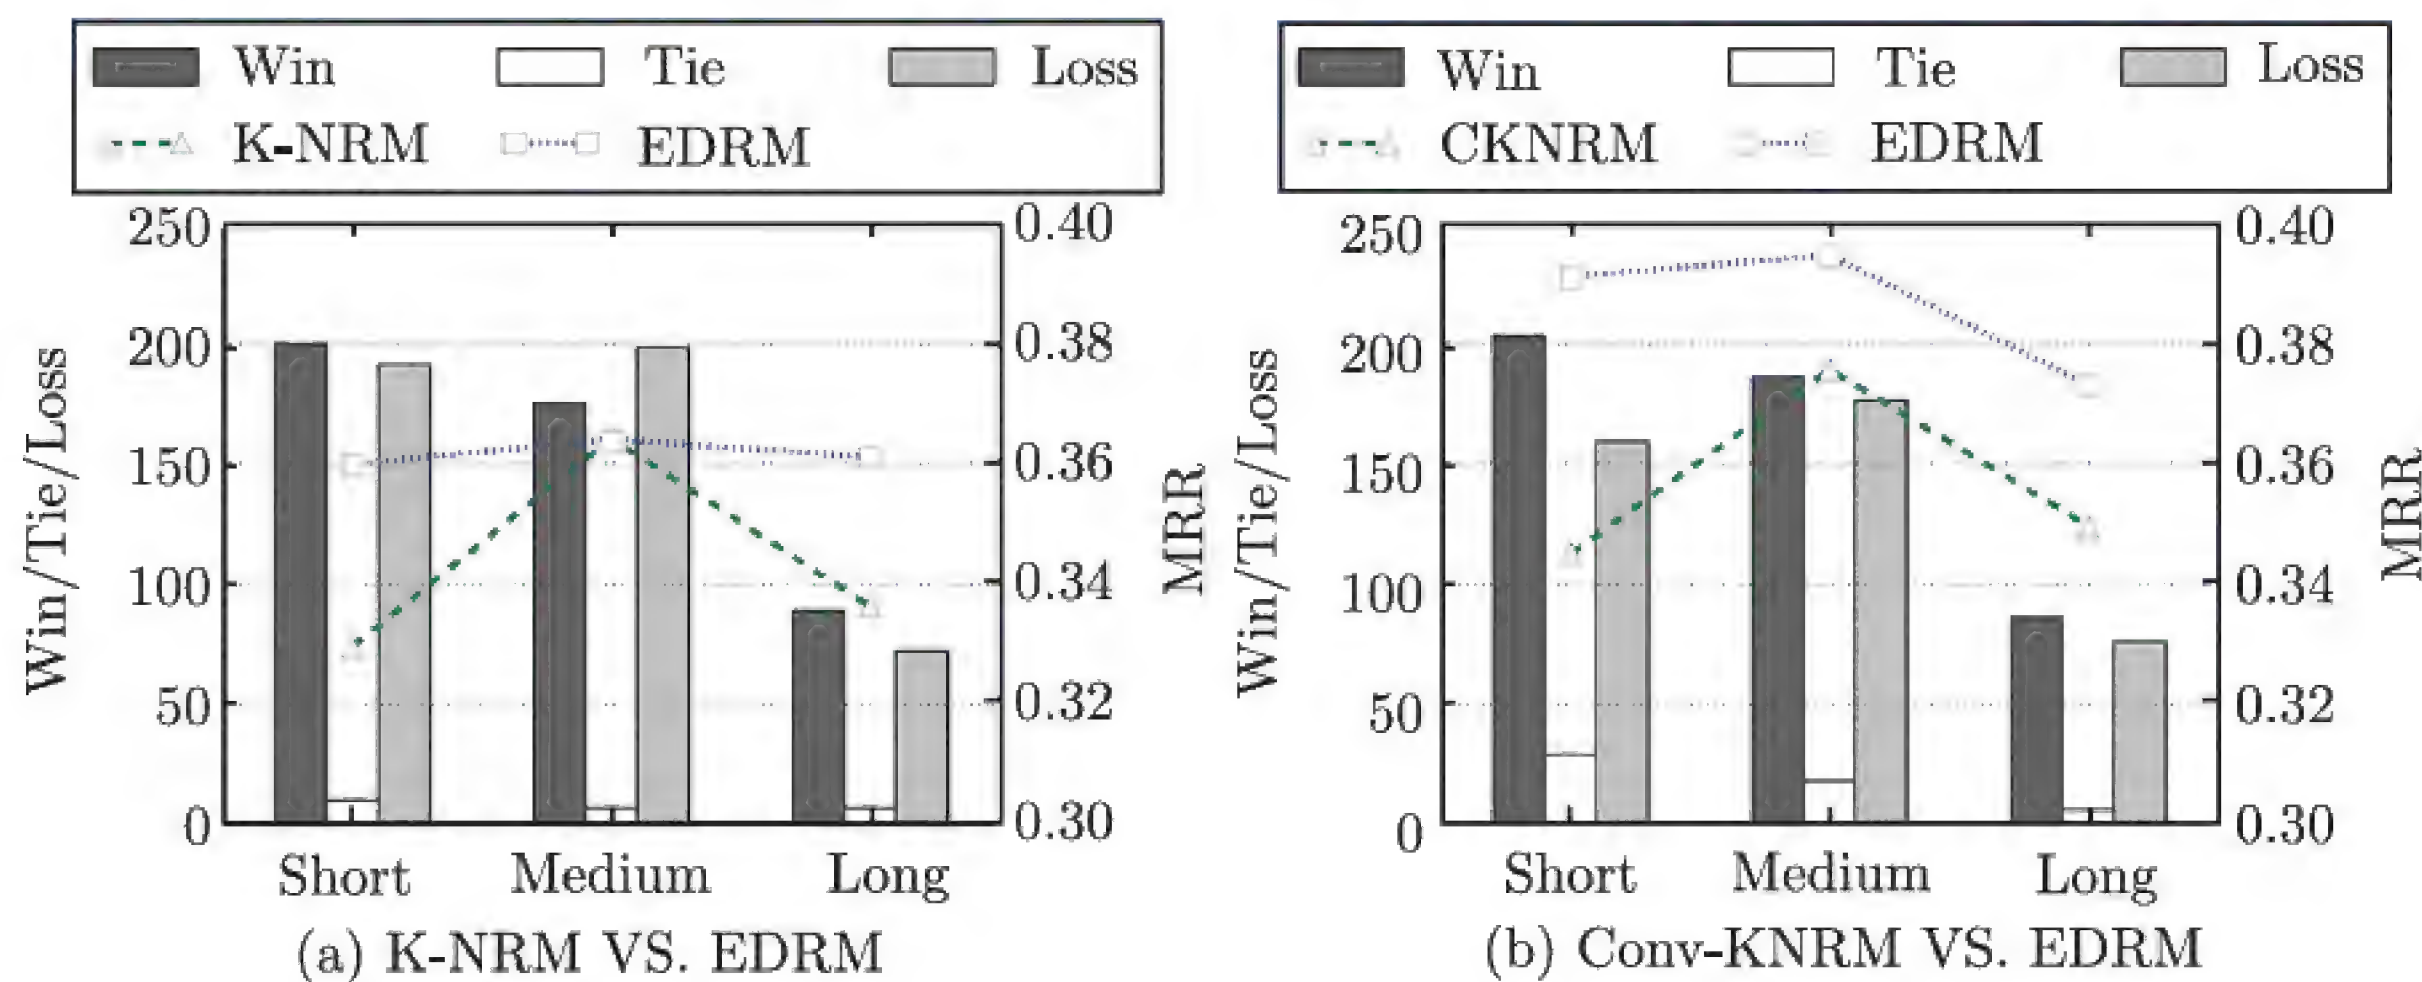 Win Tie Loss
K-NRM EDRM
250
200
150
100
50
0
Win/Tie/Loss
0.40
0.38
0.36
0.34
0.32
0.30
MRR
Short Medium Long
(a) K-NRM VS. EDRM
Win Tie Loss
CKNRM EDRM
250
200
150
100
50
0
Win/Tie/Loss
0.40
0.38
0.36
0.34
0.32
0.30
MRR
Short Medium Long
(b) Conv-KNRM VS. EDRM